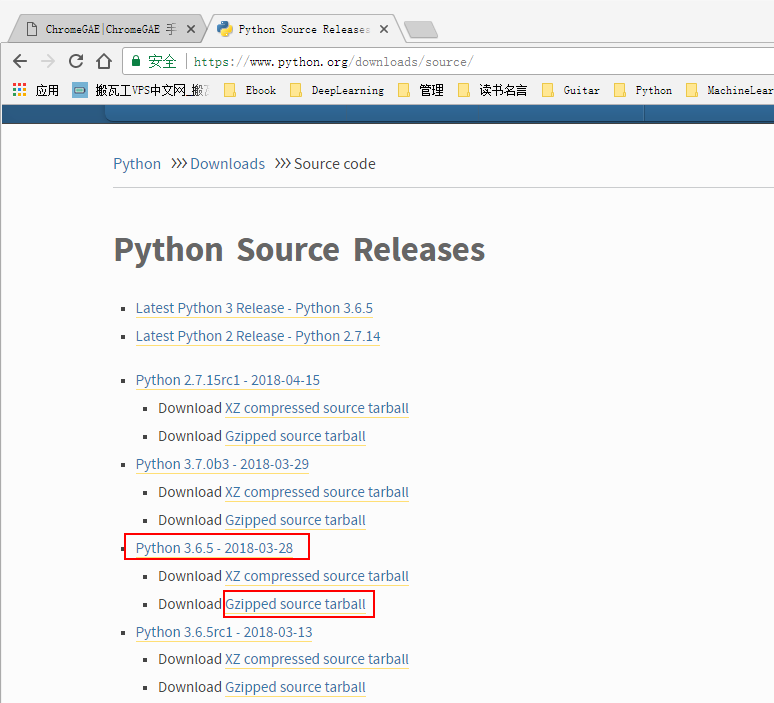 ChromeGAE|ChromeGAE 手
Python Source Releases
安全 https://www.python.org/downloads/source/
应用 搬瓦工VPS中文网_搬 Ebook DeepLearning 管理 读书名言 Guitar Python MachineLear
Python Downloads Source code
Python Source Releases
Latest Python 3 Release - Python 3.6.5
Latest Python 2 Release - Python 2.7.14
Python 2.7.15rc1 - 2018-04-15
Download XZ compressed source tarball
Download Gzipped source tarball
Python 3.7.0b3 - 2018-03-29
Download XZ compressed source tarball
Download Gzipped source tarball
Python 3.6.5 - 2018-03-28
Download XZ compressed source tarball
Download Gzipped source tarball
Python 3.6.5rc1 - 2018-03-13
Download XZ compressed source tarball
Download Gzipped source tarball